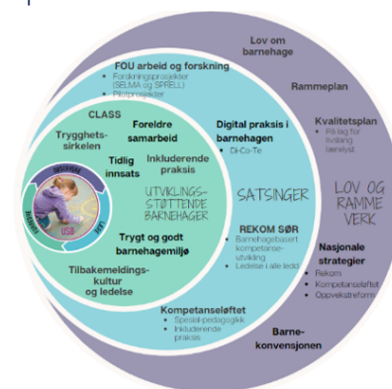 Lov om
barnehage
Rammeplan
Kvalitetsplan
• På lag for
livslang
lærelyst
LOV OG
RAMME
VERK
Nasjonale
strategier
• Rekom
• Kompetanseløftet
• Oppvekstreform
Barne-
konvensjonen
FOU arbeid og forskning
• Forskningsprosjekter
(SELMA og SPRELL)
• Pilotprosjekter
Digital praksis i
barnehagen
• Di-Co-Te
SATSINGER
REKOM SØR
• Barnehagebasert
kompetanse-
utvikling
• Ledelse i alle ledd
Kompetanseløftet
• Spesial-pedagogikk
• Inkluderende
praksis
CLASS
Trygghets-
sirkelen
Foreldre
samarbeid
Tidlig
innsats
Inkluderende
praksis
UTVIKLINGS-
STØTTENDE
BARNEHAGER
Trygt og godt
barnehagemiljø
Tilbakemeldings-
kultur
og ledelse
USB